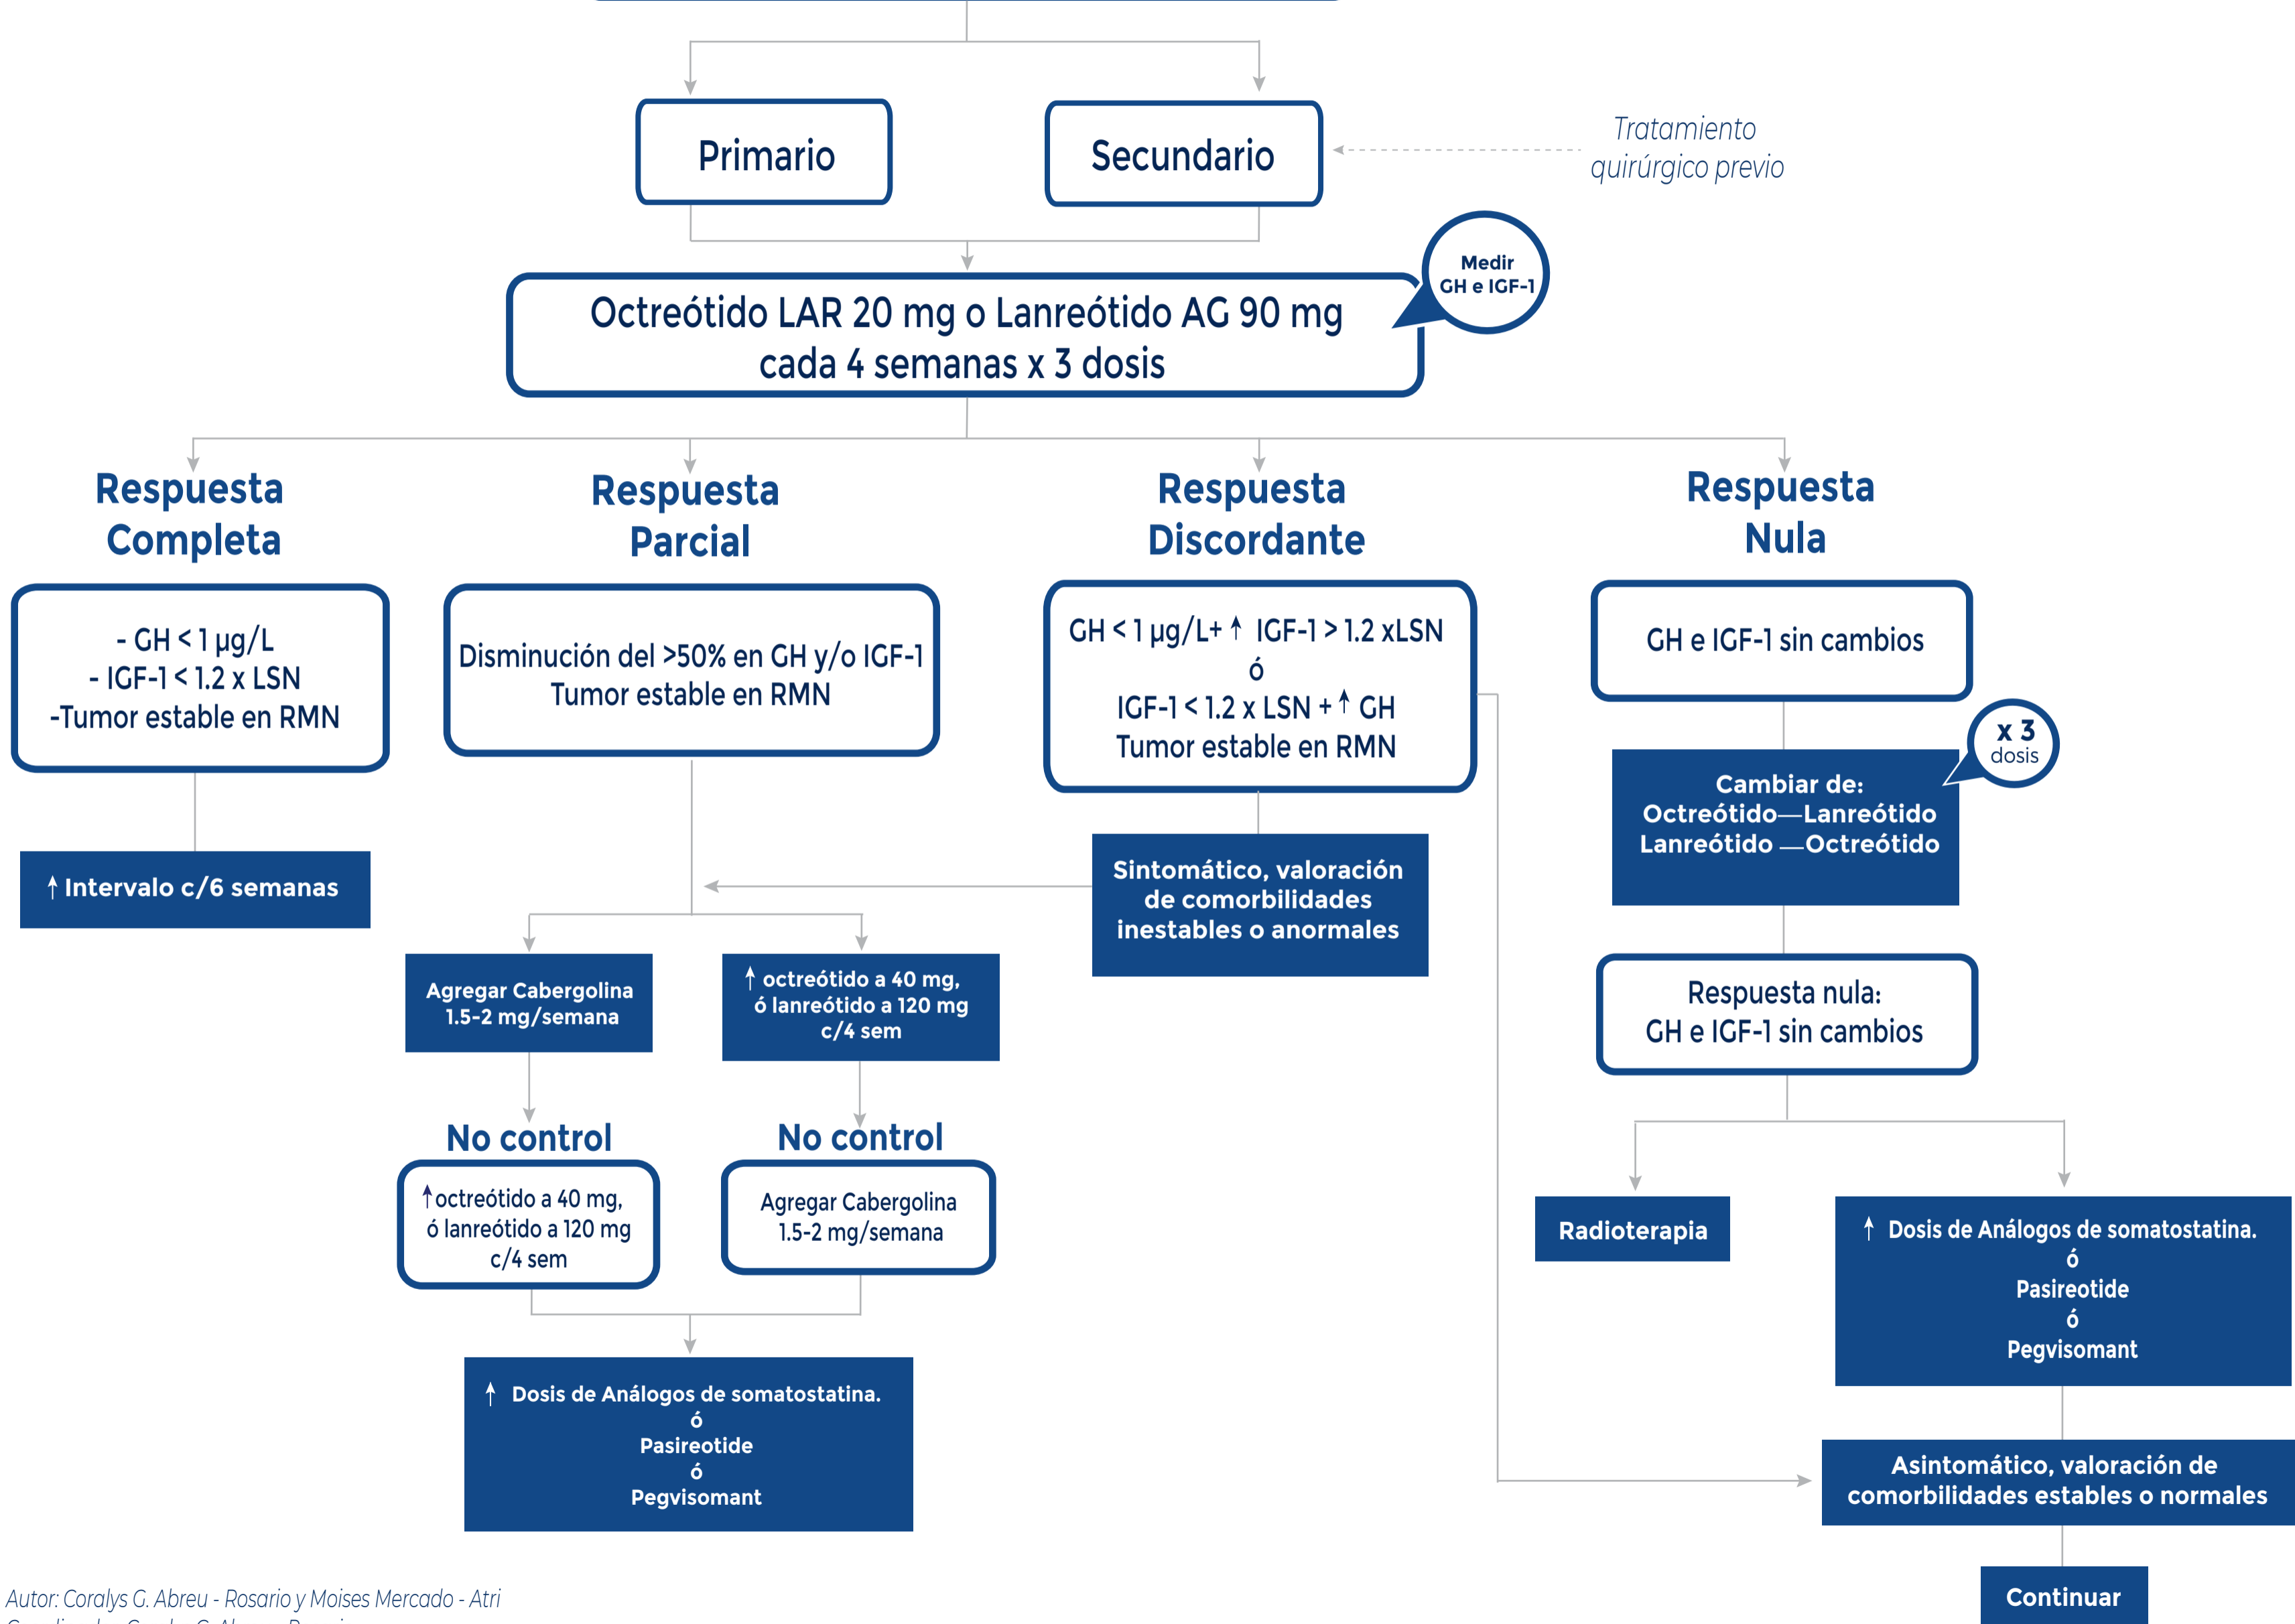 Primario
Secundario
Tratamiento
quirúrgico previo
Medir
GH e IGF-1
Octreótido LAR 20 mg o Lanreótido AG 90 mg
cada 4 semanas x 3 dosis
Respuesta
Completa
Respuesta
Parcial
Respuesta
Discordante
Respuesta
Nula
- GH < 1 µg/L
- IGF-1 < 1.2 x LSN
-Tumor estable en RMN
Disminución del >50% en GH y/o IGF-1
Tumor estable en RMN
GH < 1 µg/L+ ↑ IGF-1 > 1.2 xLSN
ó
IGF-1 < 1.2 x LSN + ↑ GH
Tumor estable en RMN
GH e IGF-1 sin cambios
x 3
dosis
Cambiar de:
Octreótido—Lanreótido
Lanreótido —Octreótido
↑ Intervalo c/6 semanas
Sintomático, valoración
de comorbilidades
inestables o anormales
Agregar Cabergolina
1.5-2 mg/semana
↑ octreótido a 40 mg,
ó lanreótido a 120 mg
c/4 sem
Respuesta nula:
GH e IGF-1 sin cambios
No control
No control
↑octreótido a 40 mg,
ó lanreótido a 120 mg
c/4 sem
Agregar Cabergolina
1.5-2 mg/semana
Radioterapia
↑ Dosis de Análogos de somatostatina.
ó
Pasireotide
ó
Pegvisomant
↑ Dosis de Análogos de somatostatina.
ó
Pasireotide
ó
Pegvisomant
Asintomático, valoración de
comorbilidades estables o normales
Continuar
Autor: Coralys G. Abreu - Rosario y Moises Mercado - Atri